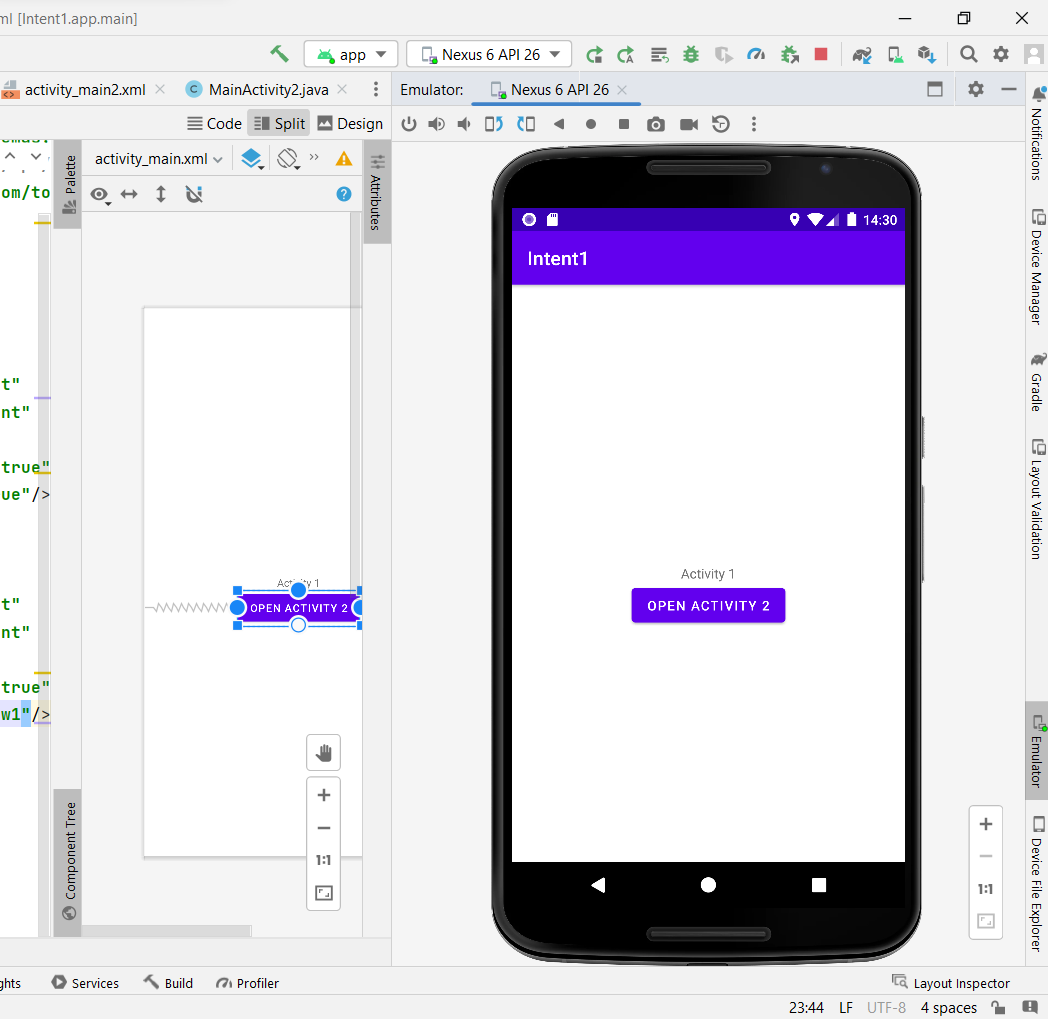 ml [Intent1.app.main]
app
Nexus 6 API 26
activity_main2.xml
MainActivity2.java
Emulator:
Nexus 6 API 26
Code
Split
Design
om/to
t"
nt"
true"
ue"/>
t"
nt"
true"
w1"/>
Palette
Component Tree
activity_main.xml
Activity 1
OPEN ACTIVITY 2
1:1
Attributes
14:30
Intent1
Activity 1
OPEN ACTIVITY 2
1:1
Notifications
Device Manager
Gradle
Layout Validation
Emulator
Device File Explorer
ghts
Services
Build
Profiler
Layout Inspector
23:44
LF
UTF-8
4 spaces